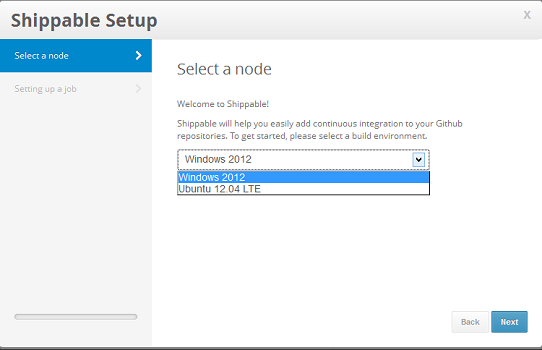 Shippable Setup
X
Select a node
Setting up a job
Select a node
Welcome to Shippable!
Shippable will help you easily add continuous integration to your Github
repositories. To get started, please select a build environment.
Windows 2012
Windows 2012
Ubuntu 12.04 LTE
Back
Next